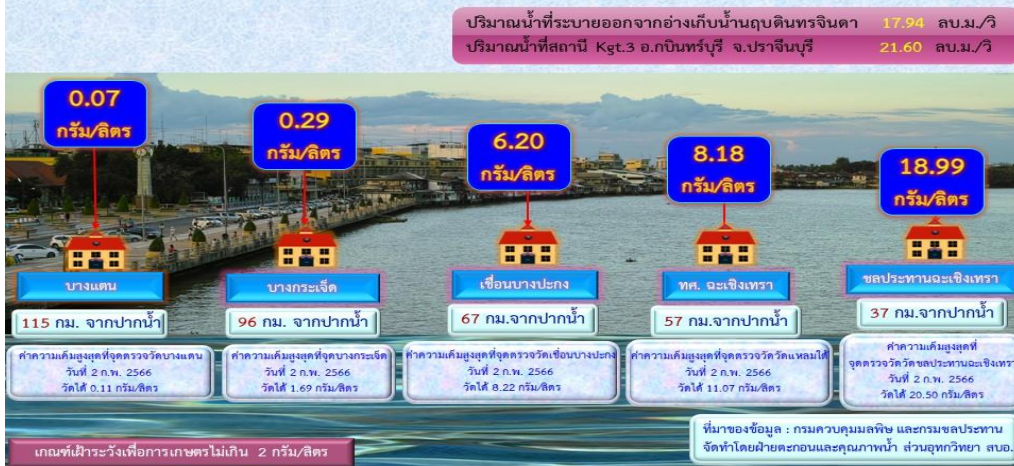 ปริมาณน้ำที่ระบายออกจากอ่างเก็บน้ำนฤบดินทรจินดา 17.94 ลบ.ม./วิ
ปริมาณน้ำที่สถานี Kgt.3 อ.กบินทร์บุรี จ.ปราจีนบุรี 21.60 ลบ.ม./วิ
0.07
กรัม/ลิตร
0.29
กรัม/ลิตร
6.20
กรัม/ลิตร
8.18
กรัม/ลิตร
18.99
กรัม/ลิตร
บางแตน
บางกระเจ็ด
เขื่อนบางปะกง
ทศ. ฉะเชิงเทรา
ชลประทานฉะเชิงเทรา
115 กม. จากปากน้ำ
96 กม. จากปากน้ำ
67 กม.จากปากน้ำ
57 กม.จากปากน้ำ
37 กม.จากปากน้ำ
ค่าความเค็มสูงสุดที่จุดตรวจวัดบางแตน
วันที่ 2 ก.พ. 2566
วัดได้ 0.11 กรัม/ลิตร
ค่าความเค็มสูงสุดที่จุดบางกระเจ็ด
วันที่ 2 ก.พ. 2566
วัดได้ 1.69 กรัม/ลิตร
ค่าความเค็มสูงสุดที่จุดตรวจวัดเขื่อนบางปะกง
วันที่ 2 ก.พ. 2566
วัดได้ 8.22 กรัม/ลิตร
ค่าความเค็มสูงสุดที่จุดตรวจวัดวัดแหลมใต้
วันที่ 2 ก.พ. 2566
วัดได้ 11.07 กรัม/ลิตร
ค่าความเค็มสูงสุดที่
จุดตรวจวัดวัดชลประทานฉะเชิงเทรา
วันที่ 2 ก.พ. 2566
วัดได้ 20.50 กรัม/ลิตร
เกณฑ์เฝ้าระวังเพื่อการเกษตรไม่เกิน 2 กรัม/ลิตร
ที่มาของข้อมูล : กรมควบคุมมลพิษ และกรมชลประทาน
จัดทำโดยฝ่ายตะกอนและคุณภาพน้ำ ส่วนอุทกวิทยา สบอ.